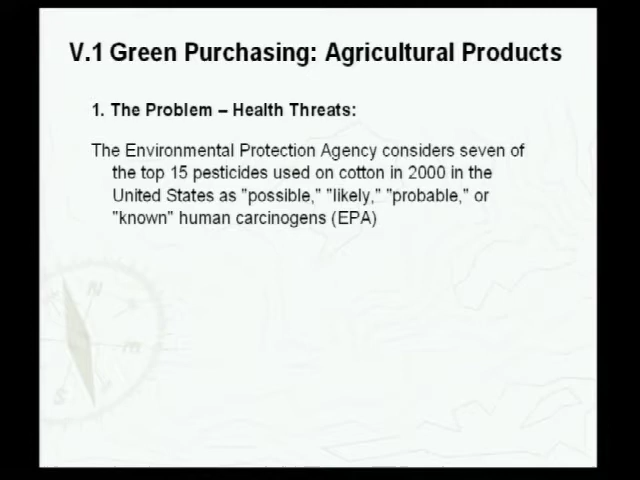 V.1 Green Purchasing: Agricultural Products
1. The Problem – Health Threats:
The Environmental Protection Agency considers seven of
the top 15 pesticides used on cotton in 2000 in the
United States as "possible," "likely," "probable," or
"known" human carcinogens (EPA)
N
E
S